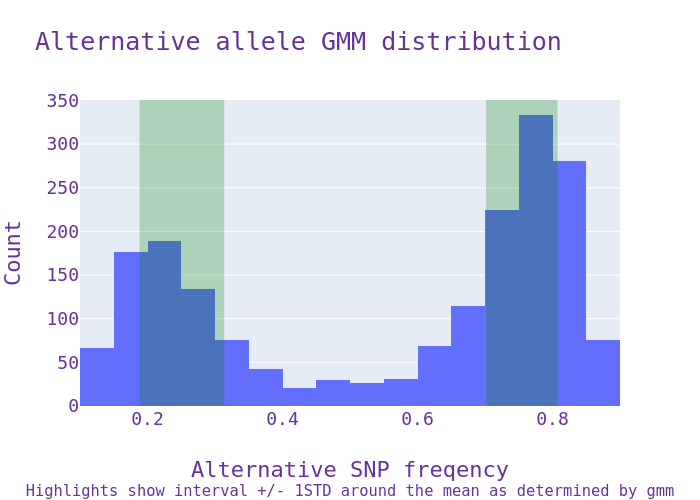 Alternative allele GMM distribution
350
300
250
200
150
100
50
0
Count
0.2 0.4 0.6 0.8
Alternative SNP freqency
Highlights show interval +/- 1STD around the mean as determined by gmm